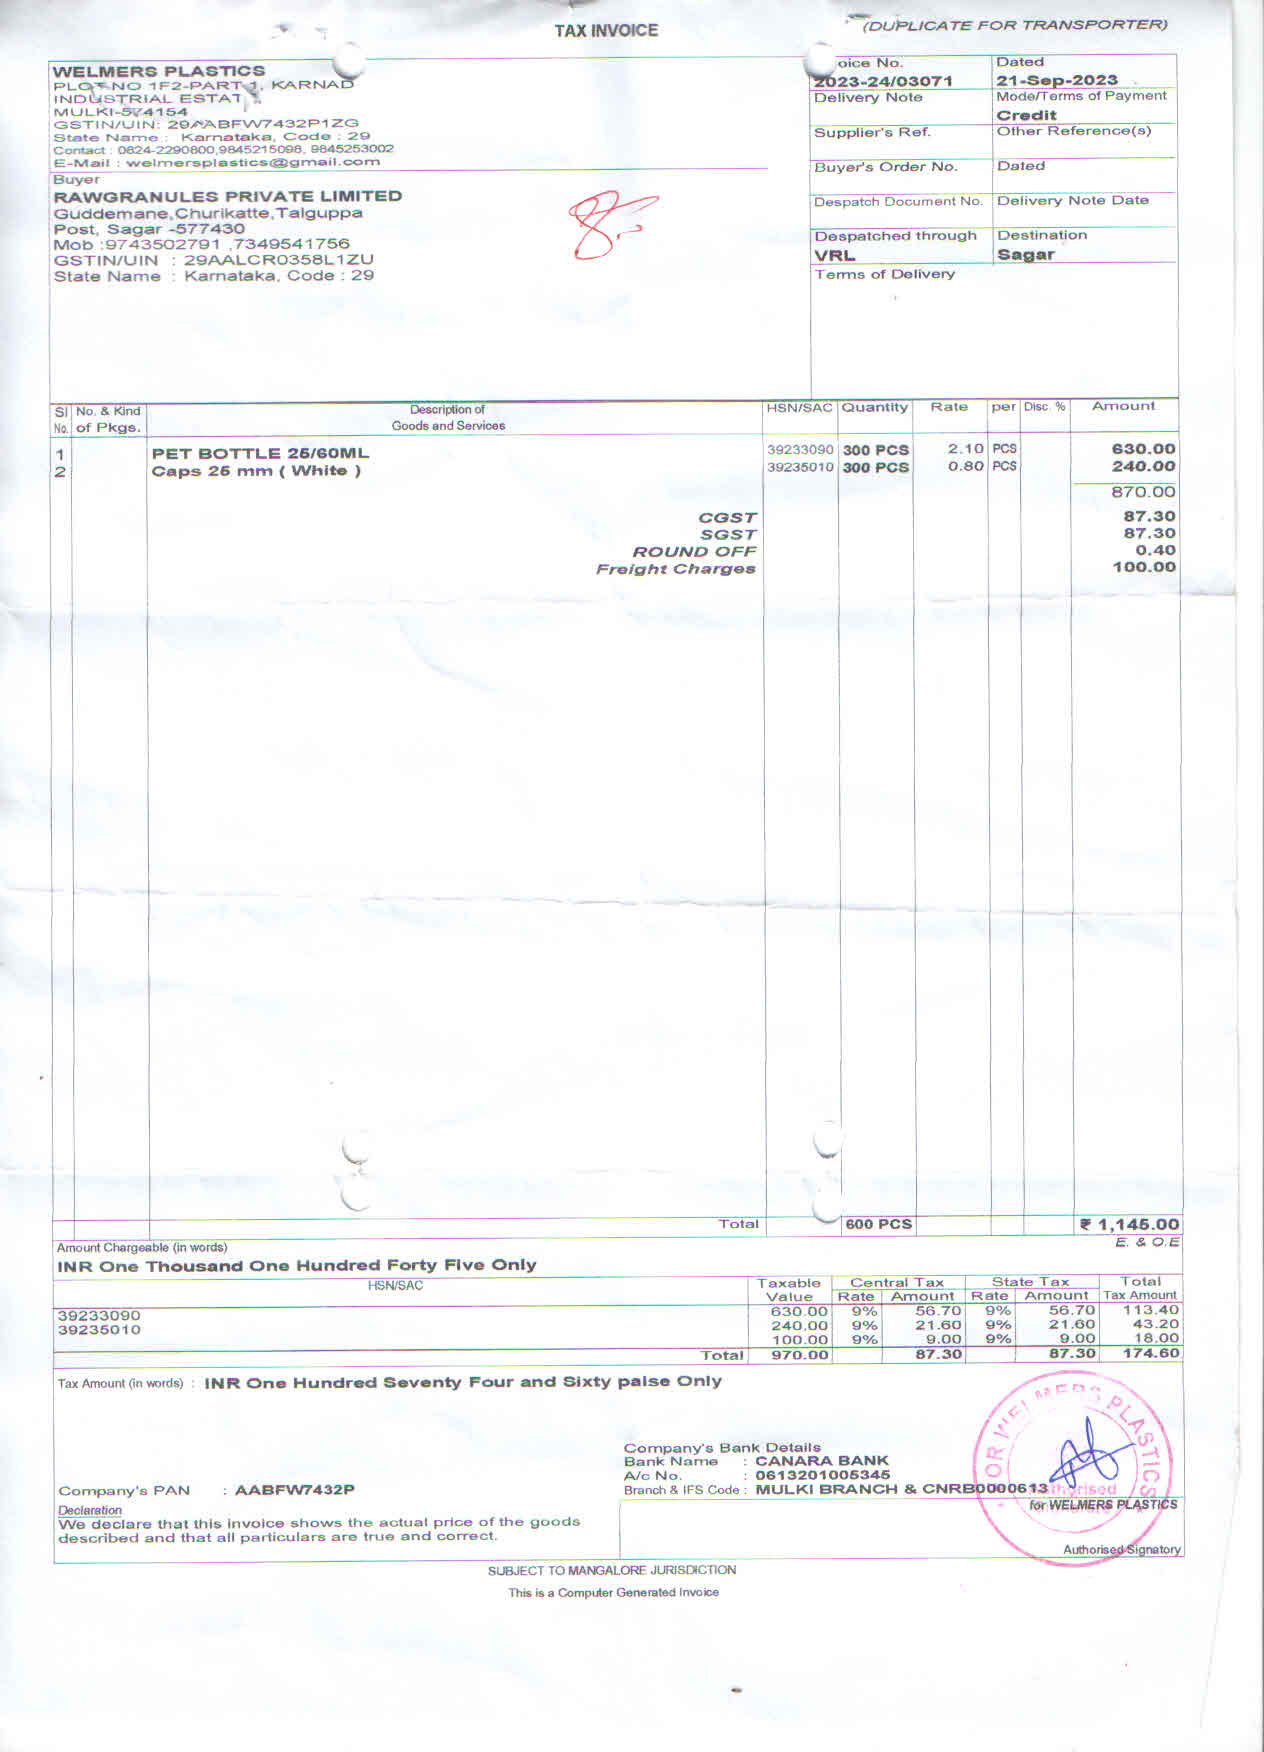 TAX INVOICE
(DUPLICATE FOR TRANSPORTER)
WELMERS PLASTICS
PLOT NO 1F2-PART 1, KARNAD
INDUSTRIAL ESTAT
MULKI-574154
GSTIN/UIN: 29AABFW7432P1ZG
State Name : Karnataka, Code : 29
Contact : 0824-2290800,9845215098, 9845253002
E-Mail : welmersplastics@gmail.com
oice No.
2023-24/03071
Dated
21-Sep-2023
Delivery Note
Mode/Terms of Payment
Credit
Supplier's Ref.
Other Reference(s)
Buyer
RAWGRANULES PRIVATE LIMITED
Guddemane,Churikatte,Talguppa
Post, Sagar -577430
Mob :9743502791 ,7349541756
GSTIN/UIN : 29AALCR0358L1ZU
State Name : Karnataka, Code : 29
Buyer's Order No.
Dated
Despatch Document No.
Delivery Note Date
Despatched through
VRL
Destination
Sagar
Terms of Delivery
Sl No. No. & Kind of Pkgs. Description of Goods and Services HSN/SAC Quantity Rate per Disc. % Amount
1 PET BOTTLE 25/60ML 39233090 300 PCS 2.10 PCS 630.00
2 Caps 25 mm ( White ) 39235010 300 PCS 0.80 PCS 240.00
870.00
CGST 87.30
SGST 87.30
ROUND OFF 0.40
Freight Charges 100.00
Total 600 PCS ₹ 1,145.00
Amount Chargeable (in words) E. & O.E
INR One Thousand One Hundred Forty Five Only
HSN/SAC Taxable Value Central Tax Rate Amount State Tax Rate Amount Total Tax Amount
39233090 630.00 9% 56.70 9% 56.70 113.40
39235010 240.00 9% 21.60 9% 21.60 43.20
100.00 9% 9.00 9% 9.00 18.00
Total 970.00 87.30 87.30 174.60
Tax Amount (in words) : INR One Hundred Seventy Four and Sixty paise Only
Company's Bank Details
Bank Name : CANARA BANK
A/c No. : 0613201005345
Branch & IFS Code : MULKI BRANCH & CNRB0000613
Company's PAN : AABFW7432P
Declaration
We declare that this invoice shows the actual price of the goods
described and that all particulars are true and correct.
FOR WELMERS PLASTICS
Authorised
for WELMERS PLASTICS
Authorised Signatory
SUBJECT TO MANGALORE JURISDICTION
This is a Computer Generated Invoice